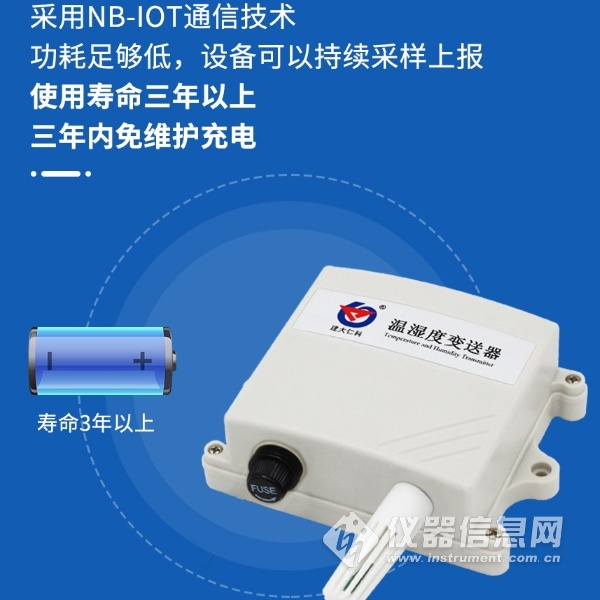 采用NB-IOT通信技术
功耗足够低，设备可以持续采样上报
使用寿命三年以上
三年内免维护充电
寿命3年以上
建大仁科
®
温湿度变送器
Temperature and Humidity Transmitter
FUSE
仪器信息网
www.instrument.com.cn